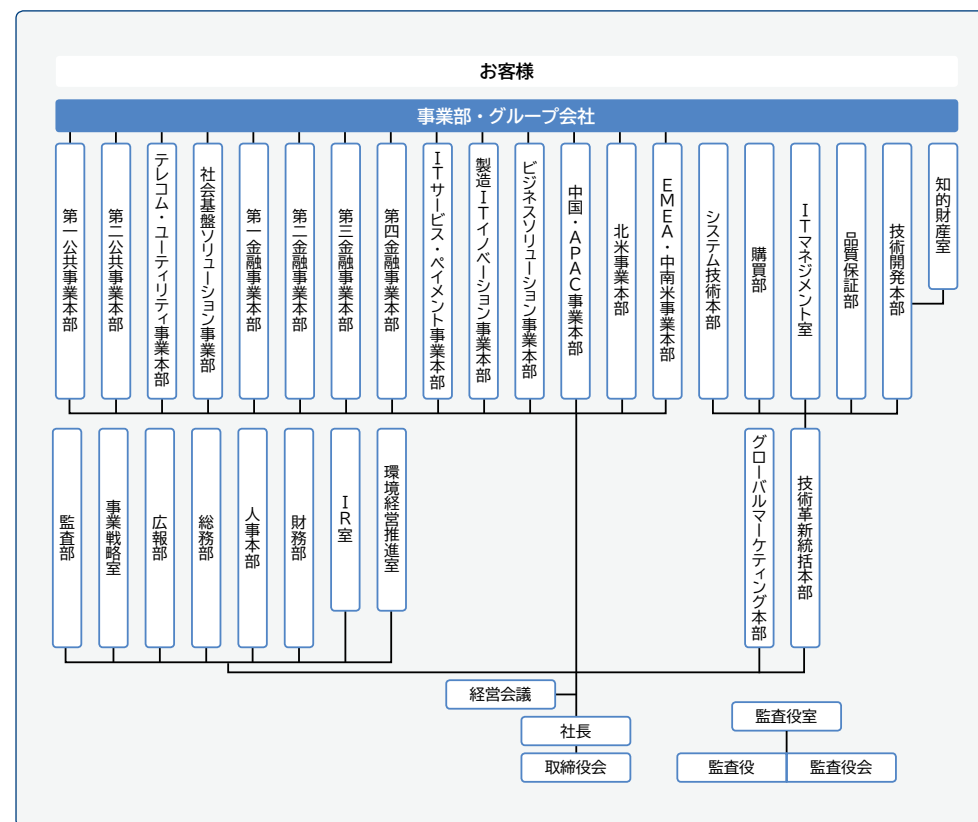 お客様
事業部・グループ会社
第一公共事業本部
第二公共事業本部
テレコム・ユーティリティ事業本部
社会基盤ソリューション事業部
第一金融事業本部
第二金融事業本部
第三金融事業本部
第四金融事業本部
ITサービス・ペイメント事業本部
製造ITイノベーション事業本部
ビジネスソリューション事業本部
中国・APAC事業本部
北米事業本部
EMEA・中南米事業本部
システム技術本部
購買部
ITマネジメント室
品質保証部
技術開発本部
知的財産室
監査部
事業戦略室
広報部
総務部
人事本部
財務部
IR室
環境経営推進室
グローバルマーケティング本部
技術革新統括本部
経営会議
社長
取締役会
監査役室
監査役
監査役会